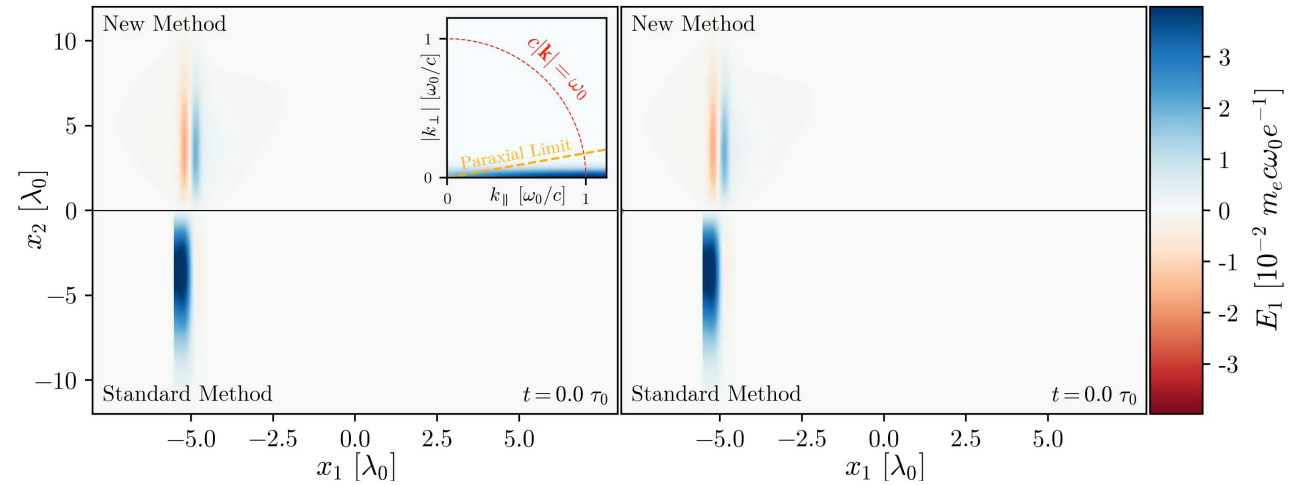 New Method
c|k| = ω₀
Paraxial Limit
1
0
|k⊥| [ω₀/c]
0
1
k∥ [ω₀/c]
10
5
0
−5
−10
x₂ [λ₀]
Standard Method
t = 0.0 τ₀
−5.0
−2.5
0.0
2.5
5.0
x₁ [λ₀]
New Method
Standard Method
t = 0.0 τ₀
−5.0
−2.5
0.0
2.5
5.0
x₁ [λ₀]
3
2
1
0
-1
-2
-3
E₁ [10⁻² mₑcω₀e⁻¹]